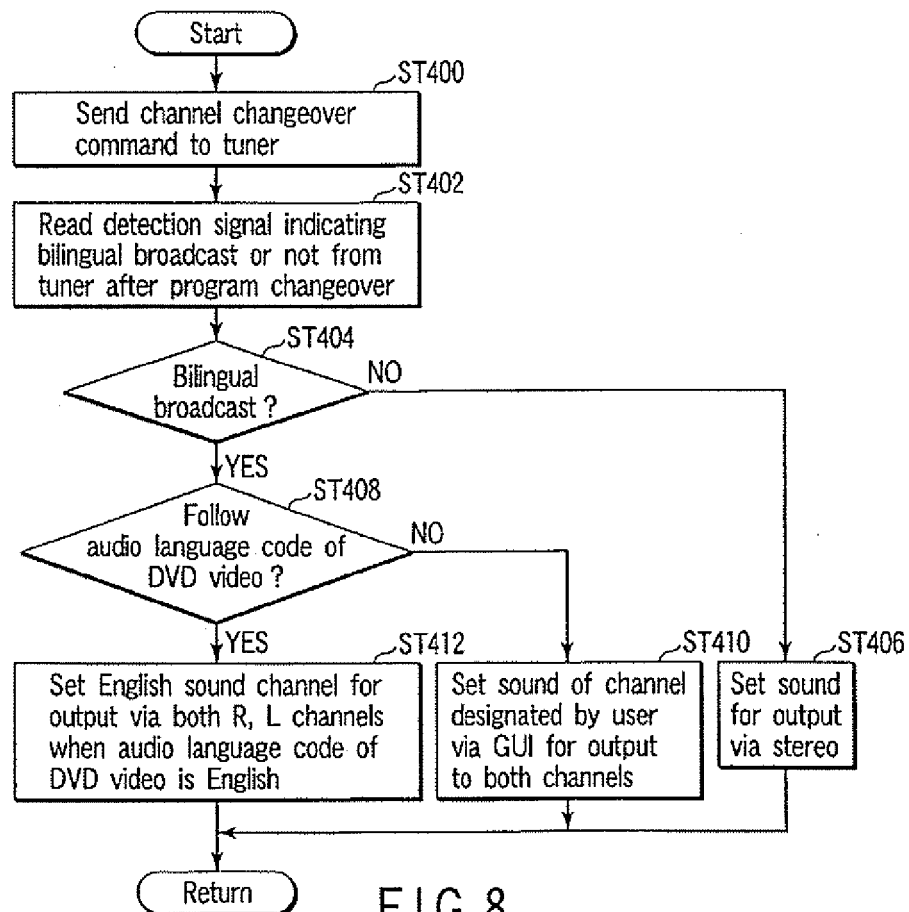 Start
ST400
Send channel changeover
command to tuner
ST402
Read detection signal indicating
bilingual broadcast or not from
tuner after program changeover
ST404
Bilingual
broadcast ?
NO
YES
ST408
Follow
audio language code of
DVD video ?
NO
YES
ST412
Set English sound channel for
output via both R, L channels
when audio language code of
DVD video is English
ST410
Set sound of channel
designated by user
via GUI for output
to both channels
ST406
Set sound
for output
via stereo
Return
FIG. 8